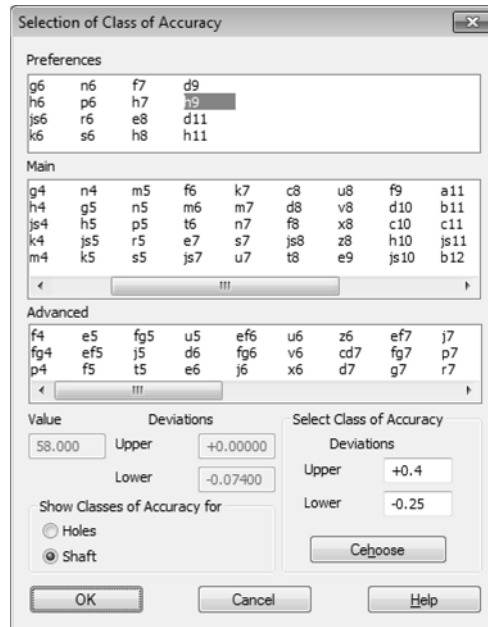 Selection of Class of Accuracy
Preferences
g6 n6 f7 d9
h6 p6 h7 h9
js6 r6 e8 d11
k6 s6 h8 h11
Main
g4 n4 m5 f6 k7 c8 u8 f9 a11
h4 g5 n5 m6 m7 d8 v8 d10 b11
js4 h5 p5 t6 n7 f8 x8 c10 c11
k4 js5 r5 e7 s7 js8 z8 h10 js11
m4 k5 s5 js7 u7 t8 e9 js10 b12
Advanced
f4 e5 fg5 u5 ef6 u6 z6 ef7 j7
fg4 ef5 j5 d6 fg6 v6 cd7 fg7 p7
p4 f5 t5 e6 j6 x6 d7 g7 r7
Value Deviations
58.000 Upper +0.00000
Lower -0.07400
Show Classes of Accuracy for
Holes
Shaft
Select Class of Accuracy
Deviations
Upper +0.4
Lower -0.25
Cehoose
OK Cancel Help